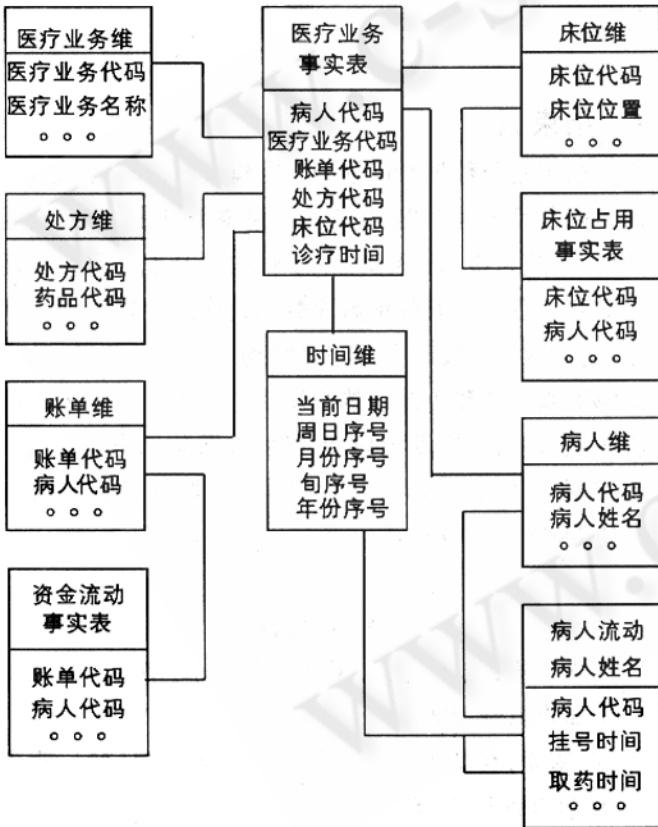 医疗业务维
医疗业务代码
医疗业务名称
。。。
处方维
处方代码
药品代码
。。。
账单维
账单代码
病人代码
。。。
资金流动
事实表
账单代码
病人代码
。。。
医疗业务
事实表
病人代码
医疗业务代码
账单代码
处方代码
床位代码
诊疗时间
时间维
当前日期
周日序号
月份序号
旬序号
年份序号
床位维
床位代码
床位位置
。。。
床位占用
事实表
床位代码
病人代码
。。。
病人维
病人代码
病人姓名
。。。
病人流动
病人姓名
病人代码
挂号时间
取药时间
。。。